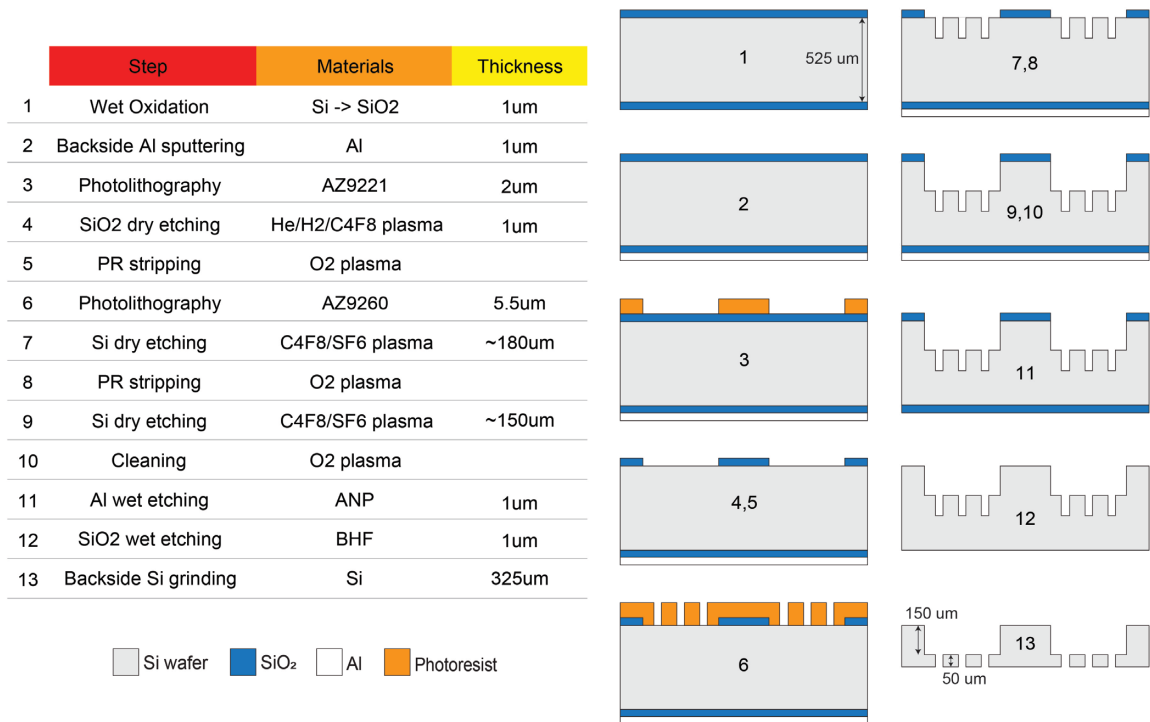 Step Materials Thickness
1 Wet Oxidation Si -> SiO2 1um
2 Backside Al sputtering Al 1um
3 Photolithography AZ9221 2um
4 SiO2 dry etching He/H2/C4F8 plasma 1um
5 PR stripping O2 plasma
6 Photolithography AZ9260 5.5um
7 Si dry etching C4F8/SF6 plasma ~180um
8 PR stripping O2 plasma
9 Si dry etching C4F8/SF6 plasma ~150um
10 Cleaning O2 plasma
11 Al wet etching ANP 1um
12 SiO2 wet etching BHF 1um
13 Backside Si grinding Si 325um
Si wafer SiO₂ Al Photoresist
1 525 um
2
3
4,5
6
7,8
9,10
11
12
150 um
13
50 um